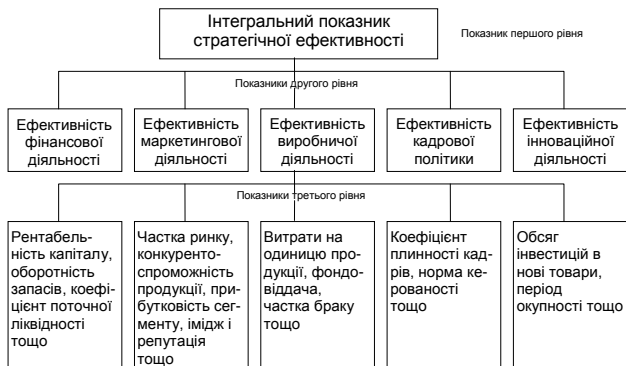 Інтегральний показник
стратегічної ефективності
Показник першого рівня
Показники другого рівня
Ефективність
фінансової
діяльності
Ефективність
маркетингової
діяльності
Ефективність
виробничої
діяльності
Ефективність
кадрової
політики
Ефективність
інноваційної
діяльності
Показники третього рівня
Рентабель-
ність капіталу,
оборотність
запасів, коефі-
цієнт поточної
ліквідності
тощо
Частка ринку,
конкуренто-
спроможність
продукції, при-
бутковість сег-
менту, імідж і
репутація
тощо
Витрати на
одиницю про-
дукції, фондо-
віддача,
частка браку
тощо
Коефіцієнт
плинності кад-
рів, норма ке-
рованості
тощо
Обсяг
інвестицій в
нові товари,
період
окупності тощо